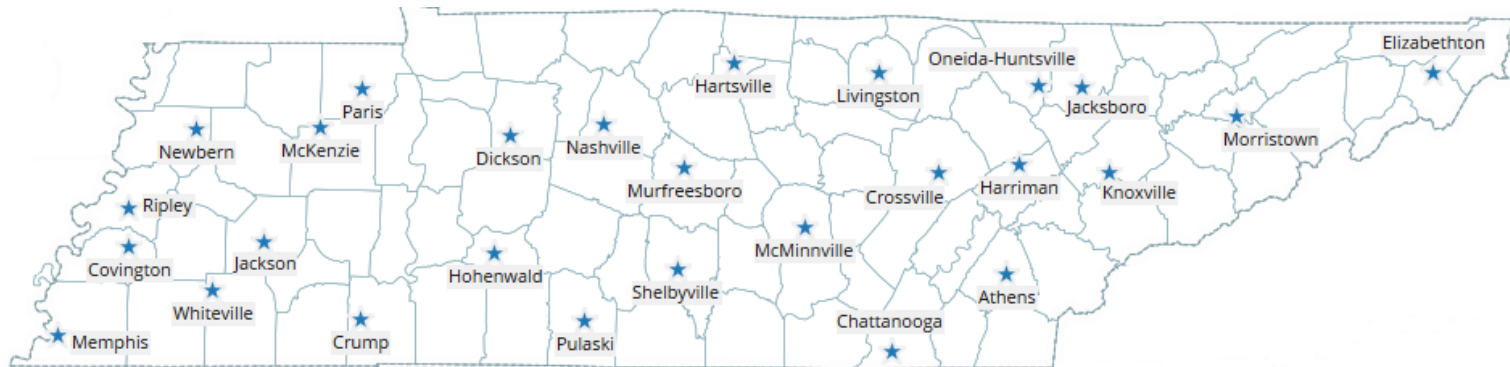 Elizabethton
Oneida-Huntsville
Hartsville
Livingston
Jacksboro
Paris
Morristown
Newbern
McKenzie
Dickson
Nashville
Murfreesboro
Crossville
Harriman
Knoxville
Ripley
McMinnville
Covington
Jackson
Hohenwald
Shelbyville
Athens
Whiteville
Chattanooga
Memphis
Crump
Pulaski